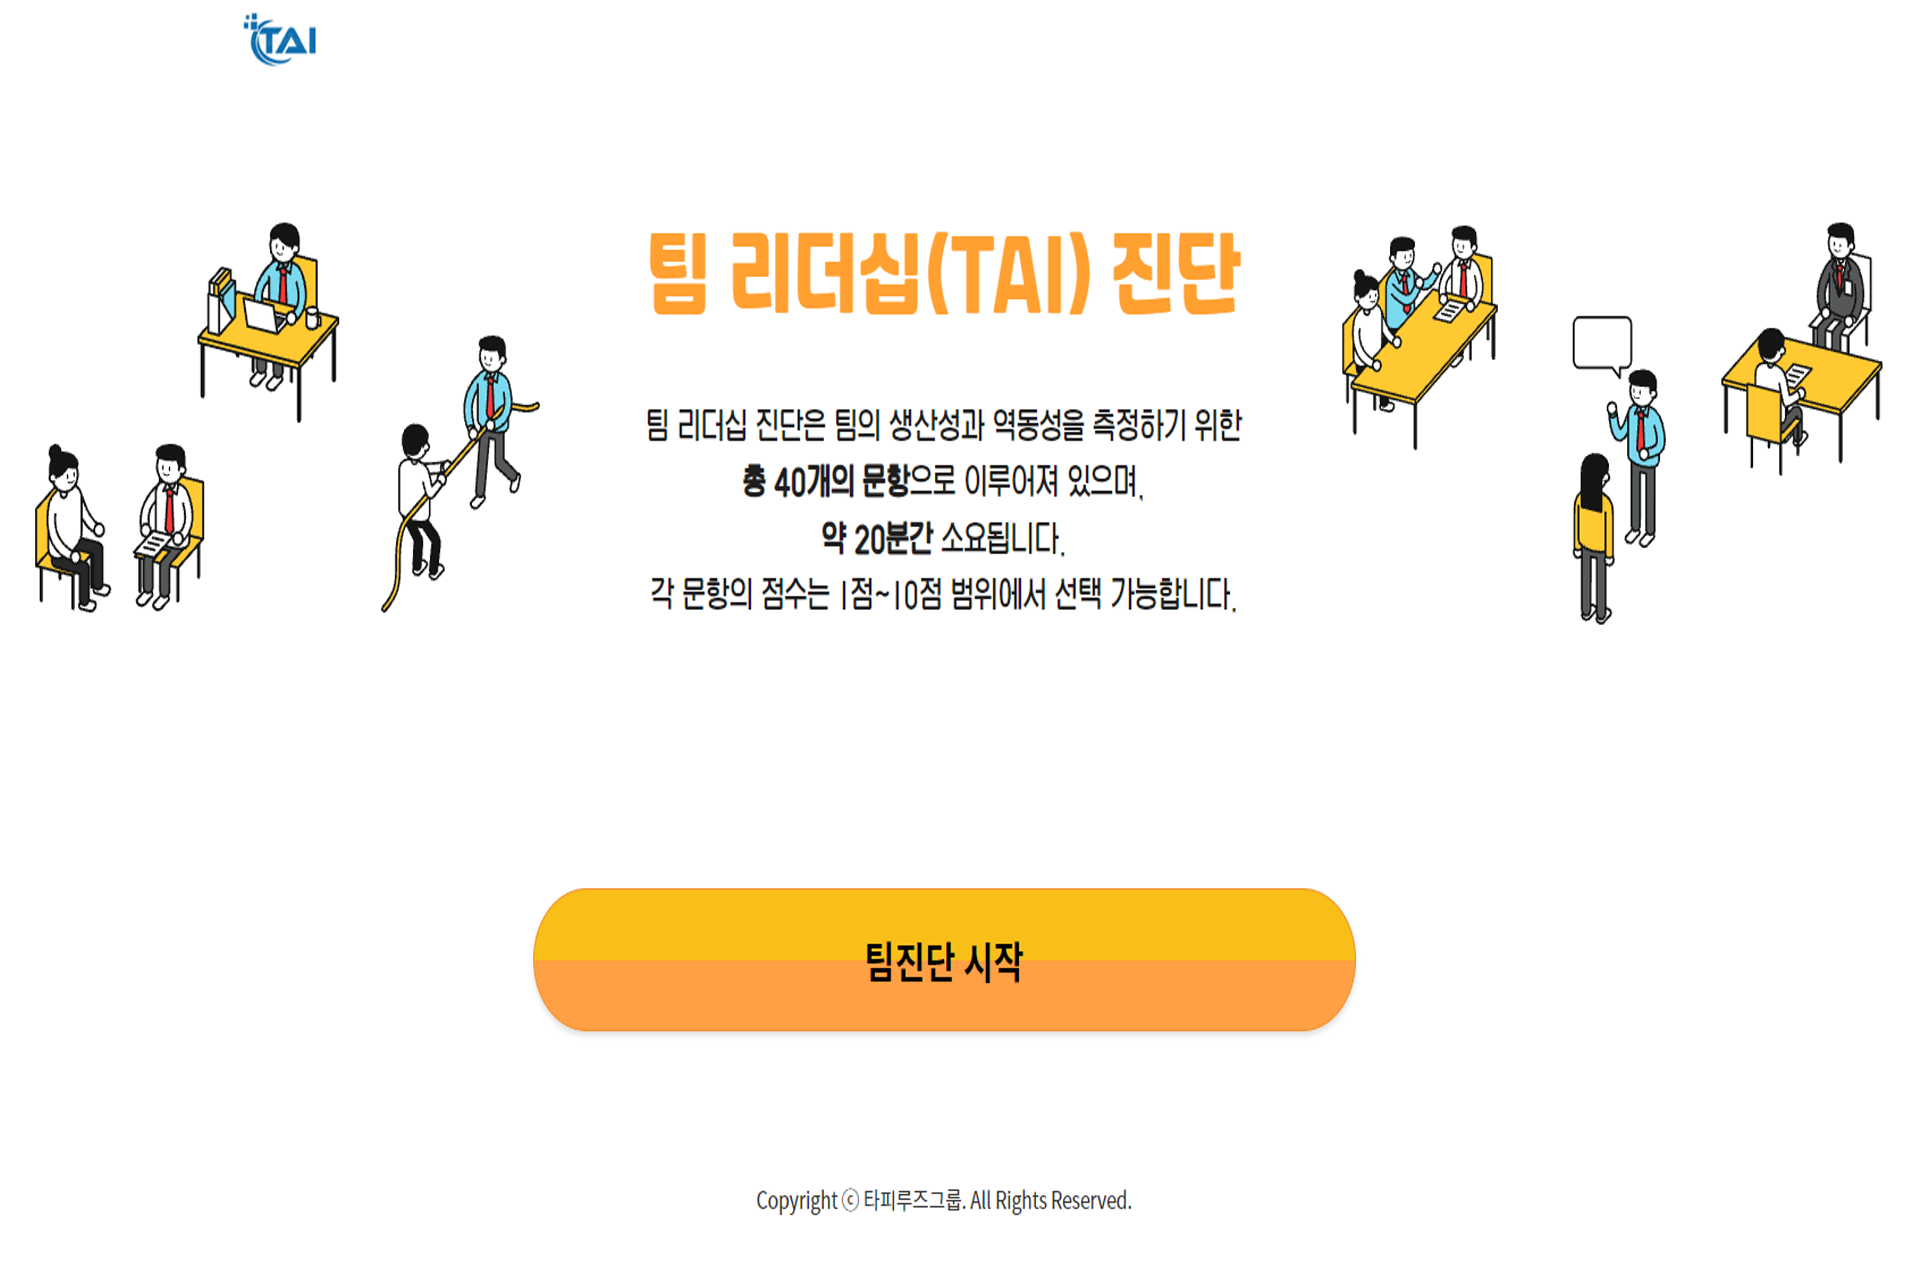 TAI
팀 리더십(TAI) 진단
팀 리더십 진단은 팀의 생산성과 역동성을 측정하기 위한
총 40개의 문항으로 이루어져 있으며,
약 20분간 소요됩니다.
각 문항의 점수는 1점~10점 범위에서 선택 가능합니다.
팀진단 시작
Copyright ⓒ 타피루즈그룹. All Rights Reserved.